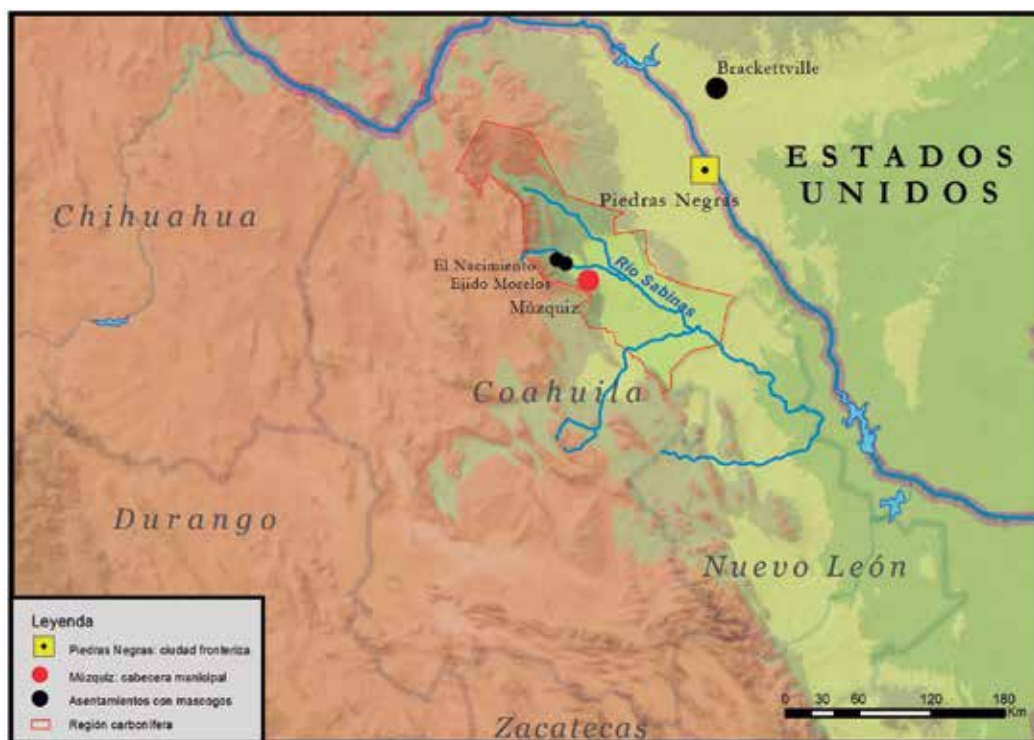 Brackettville
ESTADOS
UNIDOS
Piedras Negras
Chihuahua
El Nacimiento
Ejido Morelos
Múzquiz
Río Sabinas
Coahuila
Durango
Nuevo León
Zacatecas
Leyenda
Piedras Negras: ciudad fronteriza
Múzquiz: cabecera municipal
Asentamientos con mascogos
Región carbonífera
0 30 60 120 180
Km